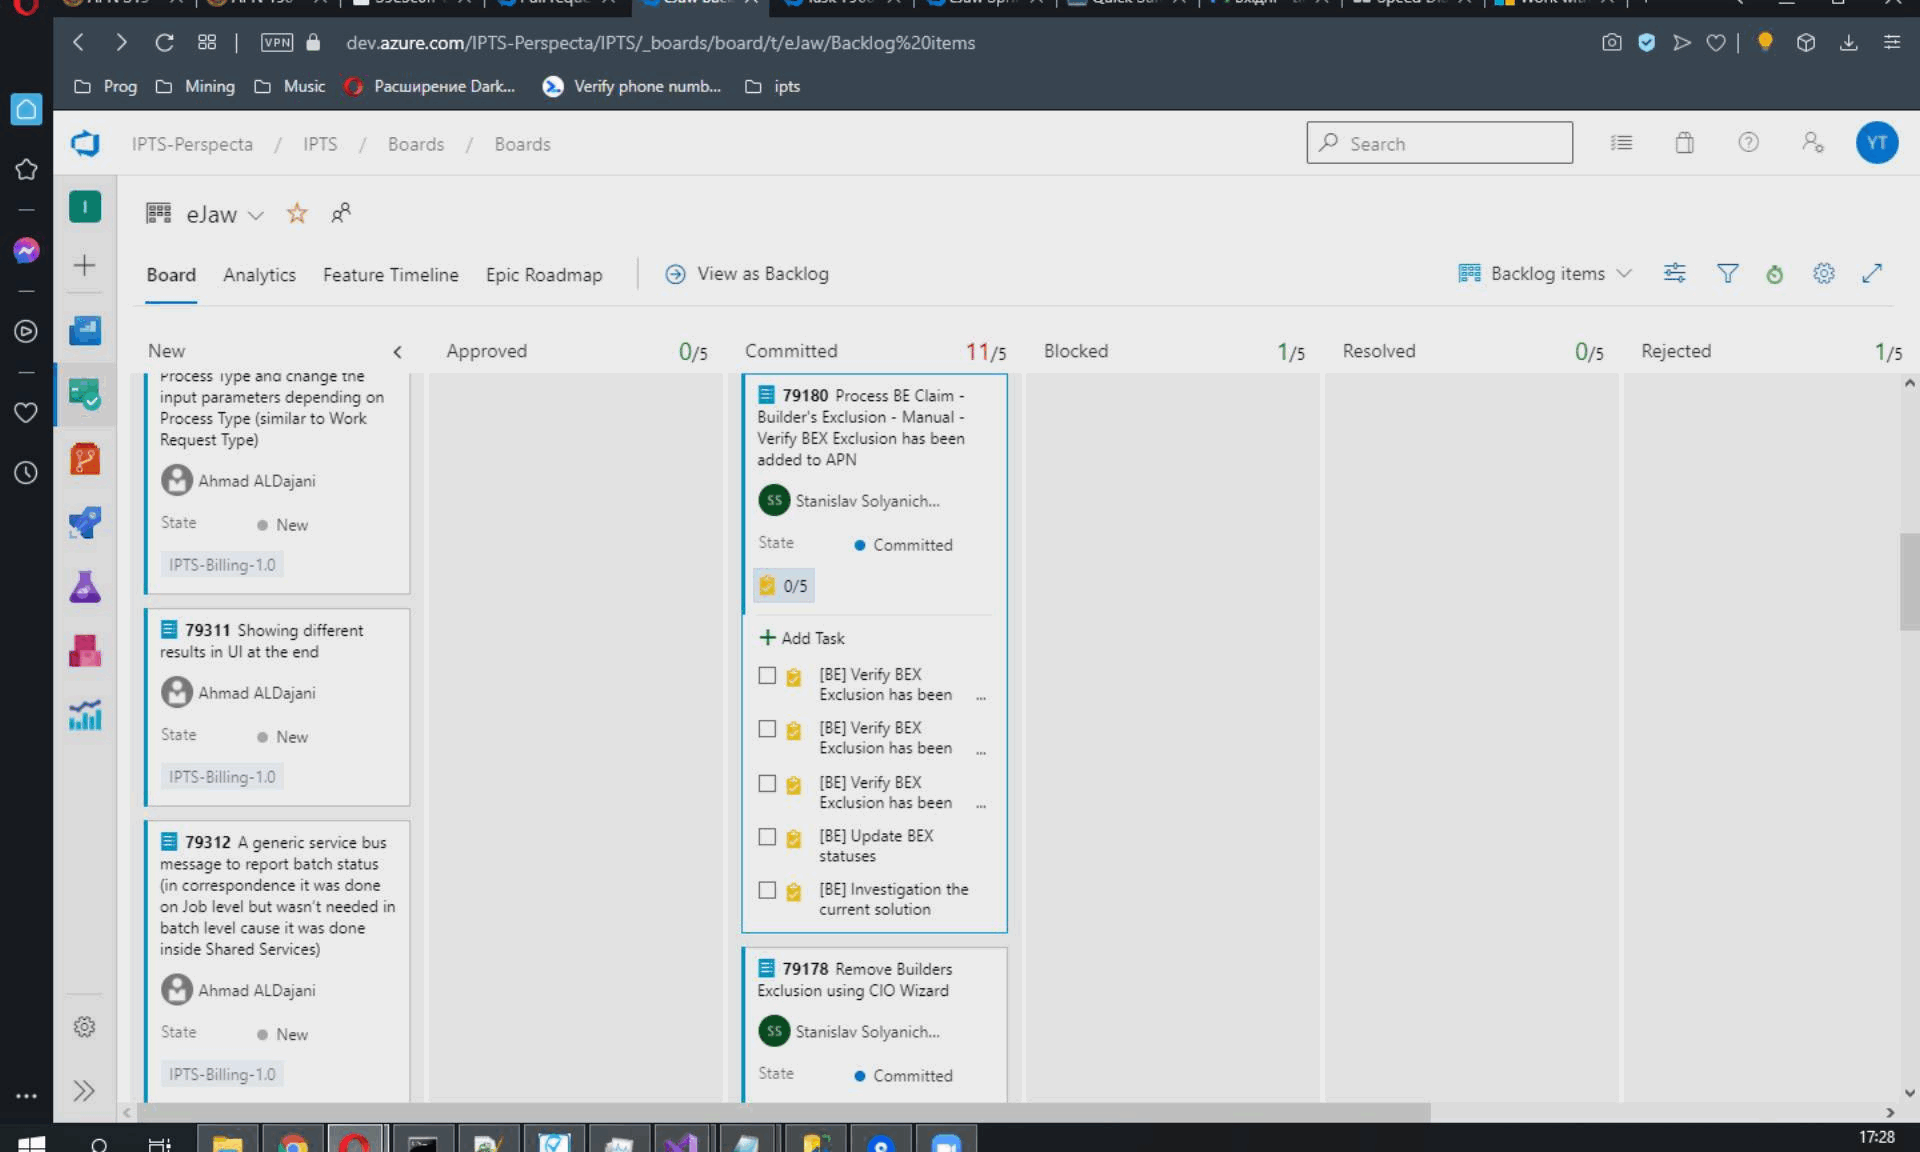 VPN
dev.azure.com/IPTS-Perspecta/IPTS/_boards/board/t/eJaw/Backlog%20items
Prog
Mining
Music
Расширение Dark...
Verify phone numb...
ipts
IPTS-Perspecta / IPTS / Boards / Boards
Search
YT
I
eJaw
Board
Analytics
Feature Timeline
Epic Roadmap
View as Backlog
Backlog items
New
Approved
0/5
Committed
11/5
Blocked
1/5
Resolved
0/5
Rejected
1/5
Process Type and change the
input parameters depending on
Process Type (similar to Work
Request Type)
Ahmad ALDajani
State
New
IPTS-Billing-1.0
79311 Showing different
results in UI at the end
Ahmad ALDajani
State
New
IPTS-Billing-1.0
79312 A generic service bus
message to report batch status
(in correspondence it was done
on Job level but wasn't needed in
batch level cause it was done
inside Shared Services)
Ahmad ALDajani
State
New
IPTS-Billing-1.0
79180 Process BE Claim -
Builder's Exclusion - Manual -
Verify BEX Exclusion has been
added to APN
SS
Stanislav Solyanich...
State
Committed
0/5
Add Task
[BE] Verify BEX
Exclusion has been ...
[BE] Verify BEX
Exclusion has been ...
[BE] Verify BEX
Exclusion has been ...
[BE] Update BEX
statuses
[BE] Investigation the
current solution
79178 Remove Builders
Exclusion using CIO Wizard
SS
Stanislav Solyanich...
State
Committed
17:28